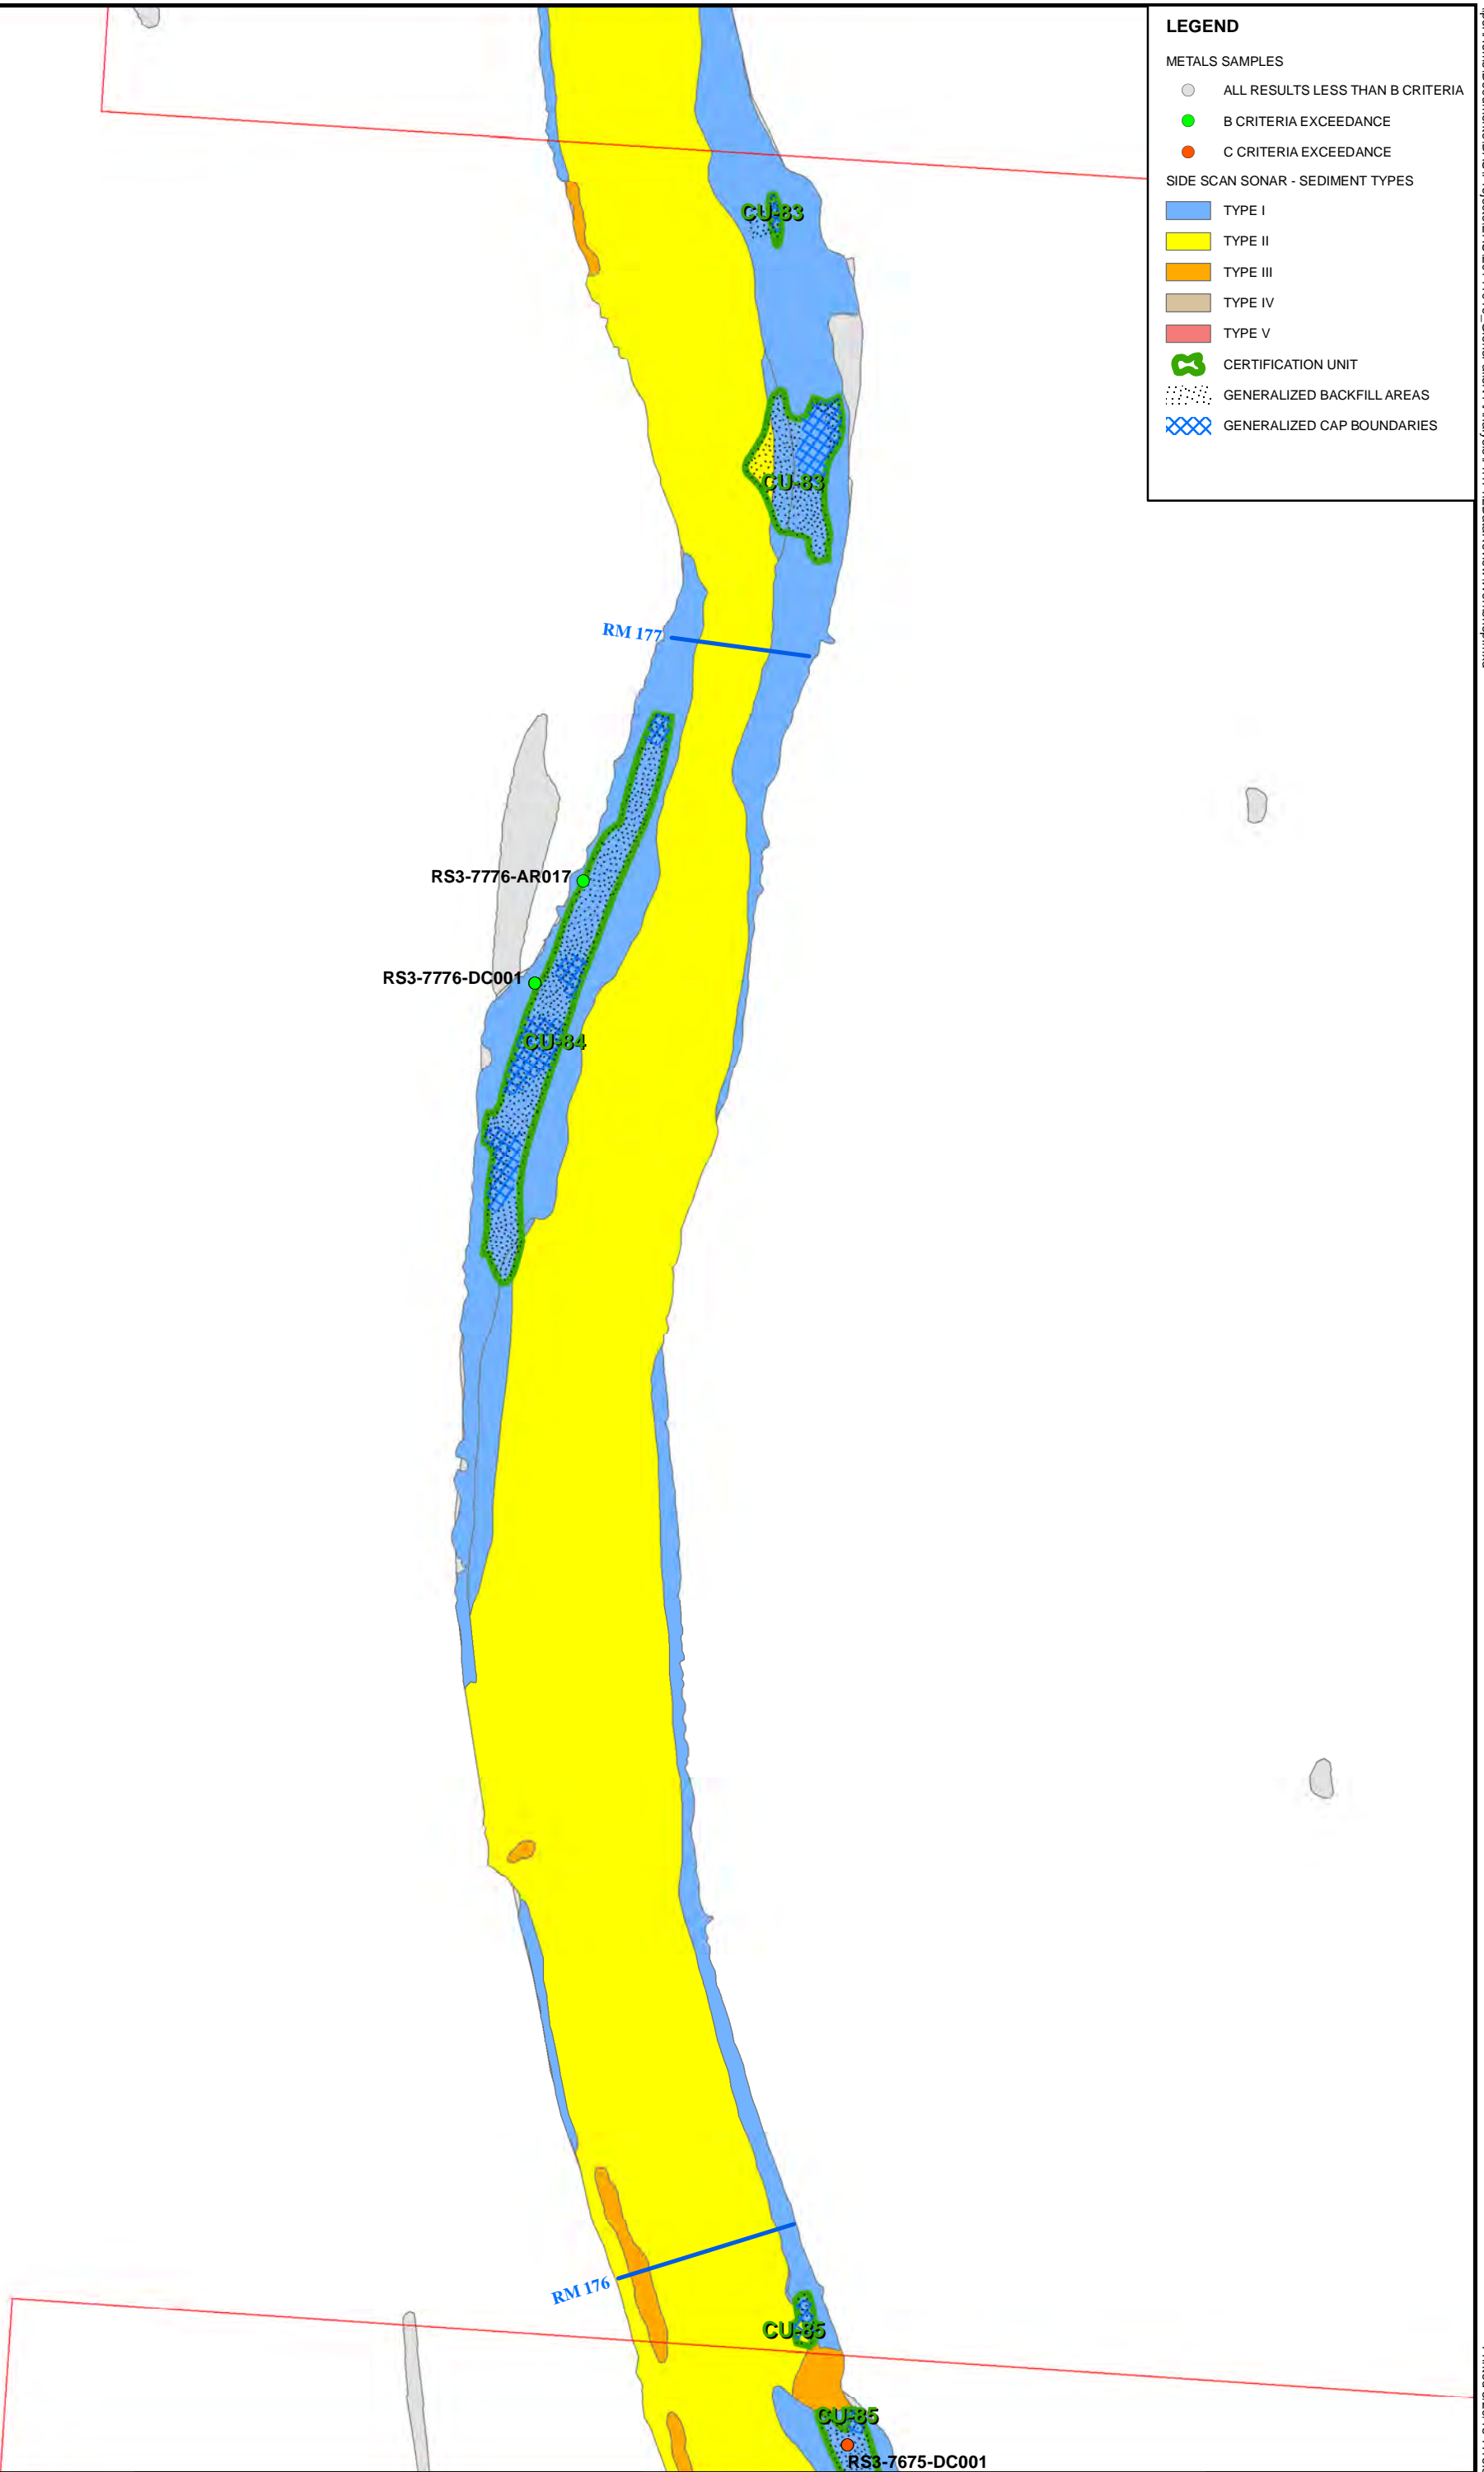 LEGEND
METALS SAMPLES
ALL RESULTS LESS THAN B CRITERIA
B CRITERIA EXCEEDANCE
C CRITERIA EXCEEDANCE
SIDE SCAN SONAR - SEDIMENT TYPES
TYPE I
TYPE II
TYPE III
TYPE IV
TYPE V
CERTIFICATION UNIT
GENERALIZED BACKFILL AREAS
GENERALIZED CAP BOUNDARIES
CU-83
CU-83
RM 177
RS3-7776-AR017
RS3-7776-DC001
CU-84
RM 176
CU-85
CU-85
RS3-7675-DC001